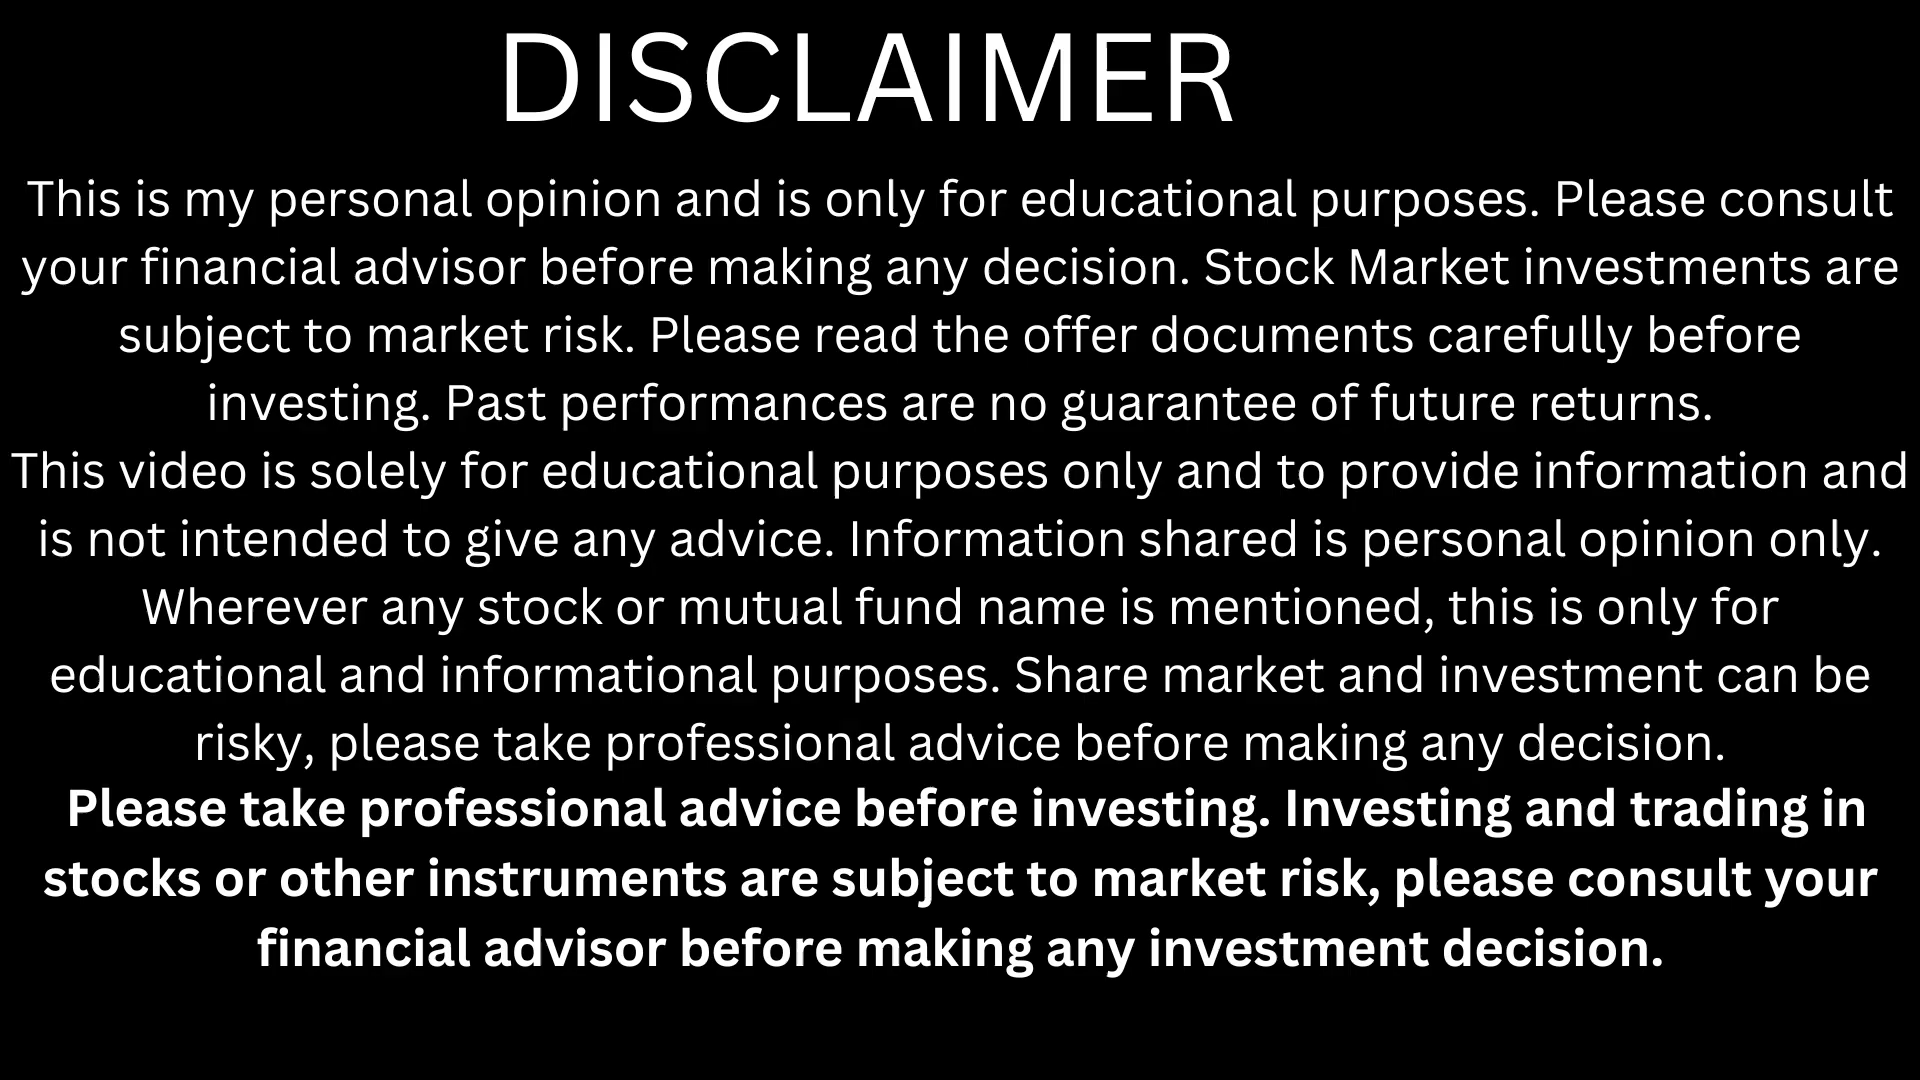 DISCLAIMER
This is my personal opinion and is only for educational purposes. Please consult
your financial advisor before making any decision. Stock Market investments are
subject to market risk. Please read the offer documents carefully before
investing. Past performances are no guarantee of future returns.
This video is solely for educational purposes only and to provide information and
is not intended to give any advice. Information shared is personal opinion only.
Wherever any stock or mutual fund name is mentioned, this is only for
educational and informational purposes. Share market and investment can be
risky, please take professional advice before making any decision.
Please take professional advice before investing. Investing and trading in
stocks or other instruments are subject to market risk, please consult your
financial advisor before making any investment decision.